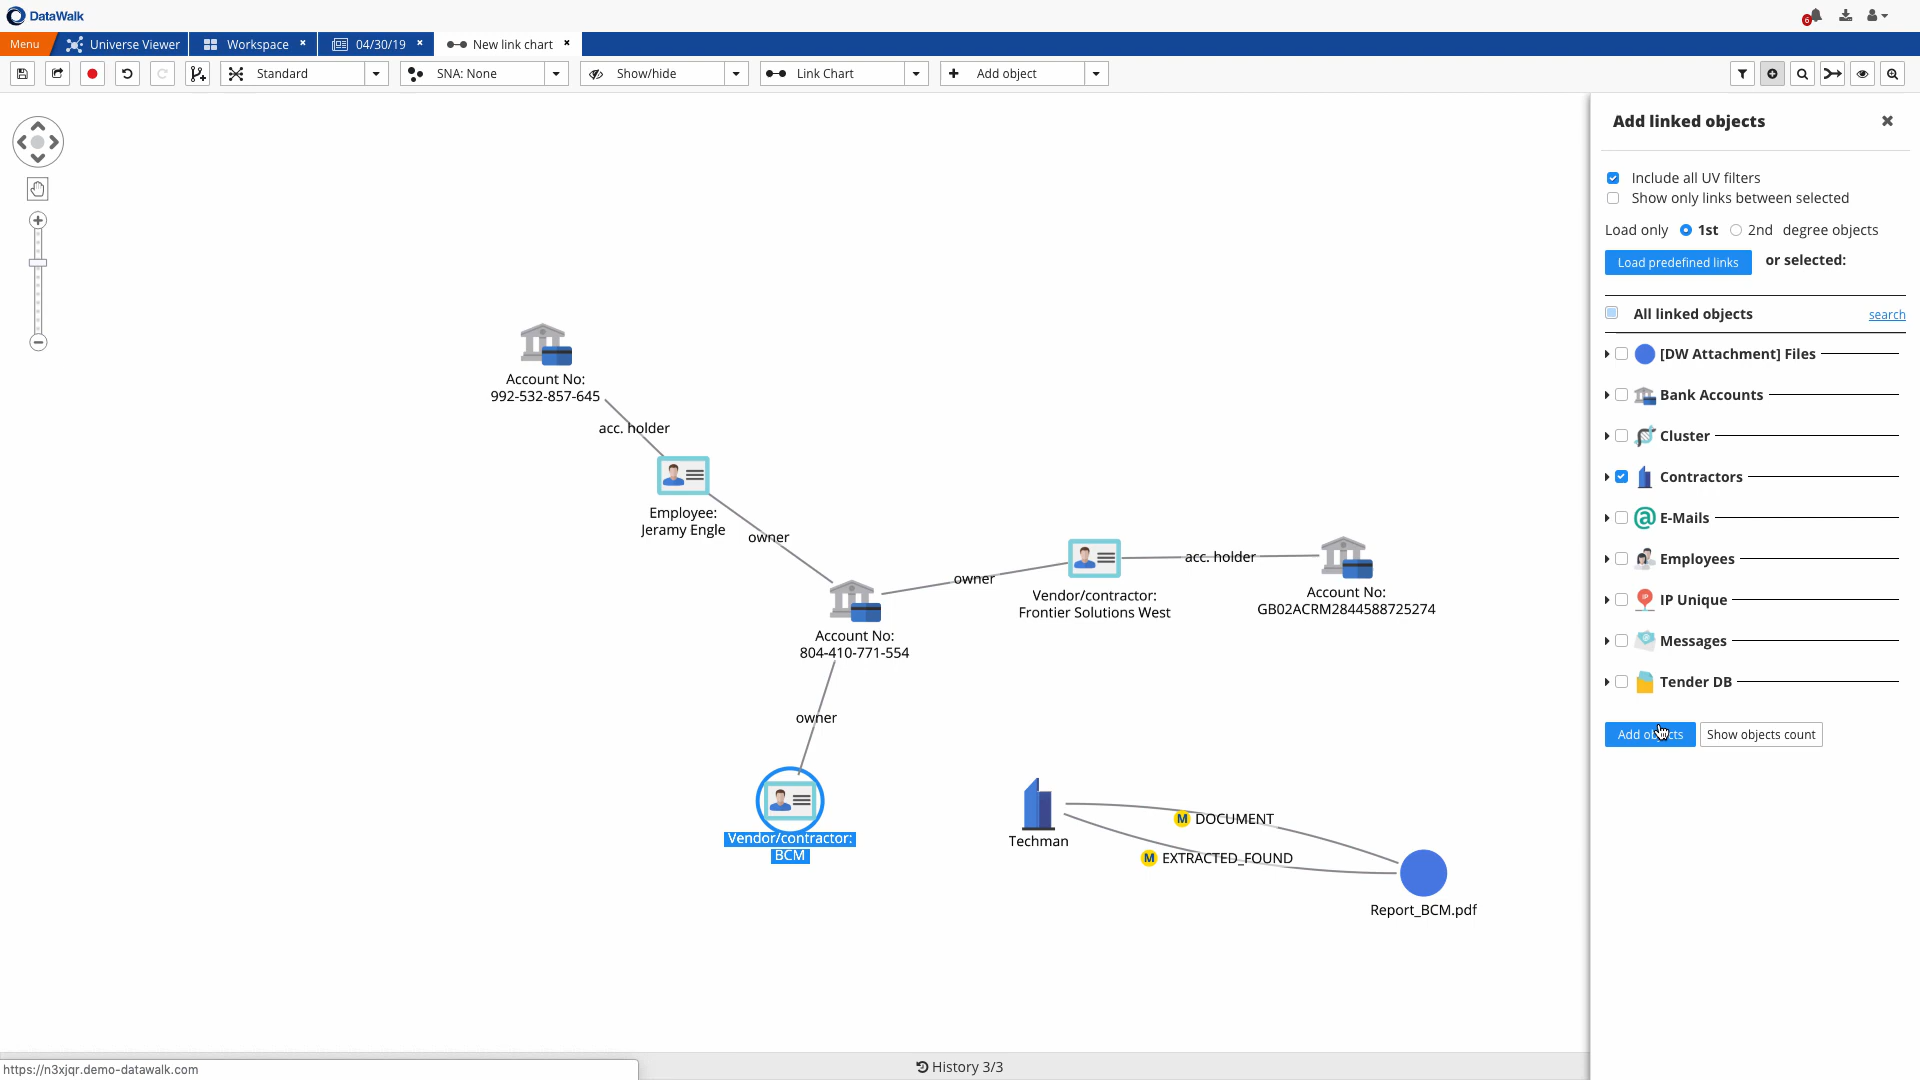 DataWalk
6
Menu
Universe Viewer
Workspace
04/30/19
New link chart
Standard
SNA: None
Show/hide
Link Chart
Add object
Add linked objects
Include all UV filters
Show only links between selected
Load only 1st 2nd degree objects
Load predefined links or selected:
All linked objects search
[DW Attachment] Files
Bank Accounts
Cluster
Contractors
E-Mails
Employees
IP Unique
Messages
Tender DB
Add objects Show objects count
Account No:
992-532-857-645
acc. holder
Employee:
Jeramy Engle
owner
Account No:
804-410-771-554
owner
Vendor/contractor:
Frontier Solutions West
acc. holder
Account No:
GB02ACRM2844588725274
owner
Vendor/contractor:
BCM
Techman
M DOCUMENT
M EXTRACTED_FOUND
Report_BCM.pdf
https://n3xjqr.demo-datawalk.com
History 3/3